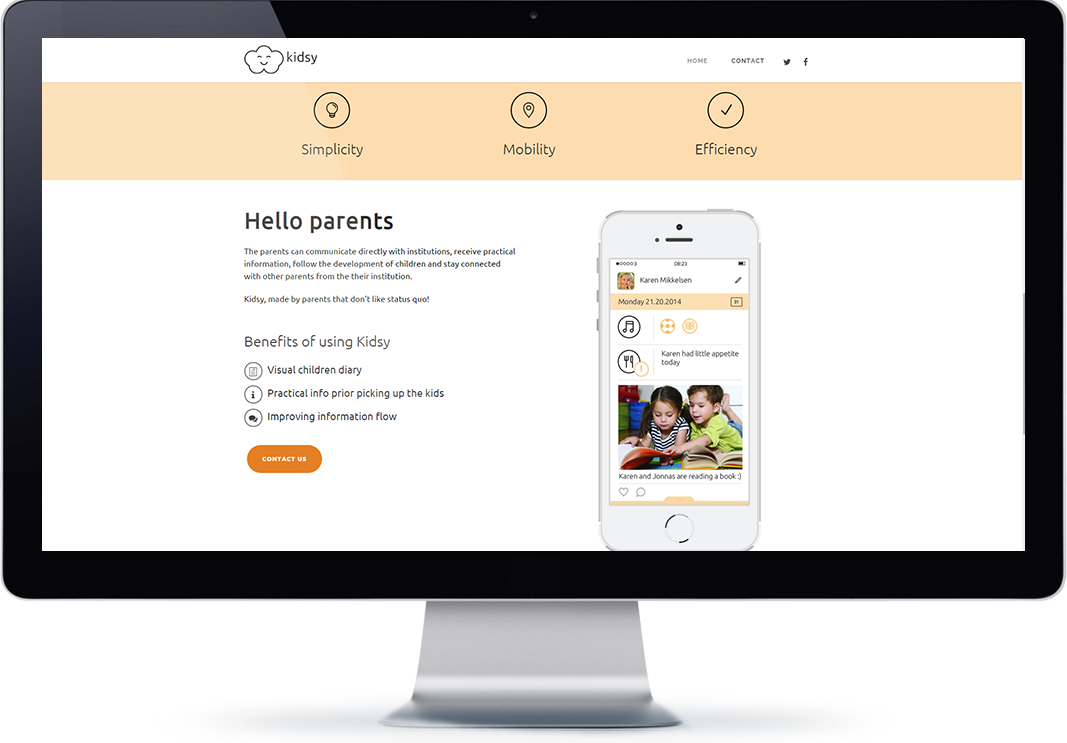 kidsy
HOME CONTACT
Simplicity Mobility Efficiency
Hello parents
The parents can communicate directly with institutions, receive practical
information, follow the development of children and stay connected
with other parents from the their institution.
Kidsy, made by parents that don't like status quo!
Benefits of using Kidsy
Visual children diary
Practical info prior picking up the kids
Improving information flow
CONTACT US
08:23
Karen Mikkelsen
Monday 21.20.2014
31
Karen had little appetite
today
Karen and Jonnas are reading a book :)